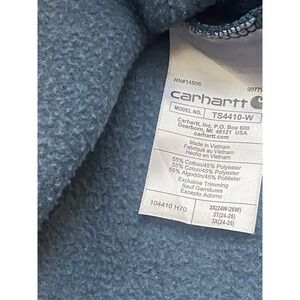 RN#14806
9077
carhartt
MODEL NO. TS4410-W
Carhartt, Inc. P.O. Box 600
Dearborn, MI 48121 USA
carhartt.com
Made in Vietnam
Fabriqué au Vietnam
Hecho en Vietnam
55% Cotton/45% Polyester
55% Coton/45% Polyester
55% Algodón/45% Poliéster
Exclusive Trimming
Sauf Garnitures
Excepto Adorno
104410 H70
3X(24W-26W)
3T(24-26)
3X(24-26)